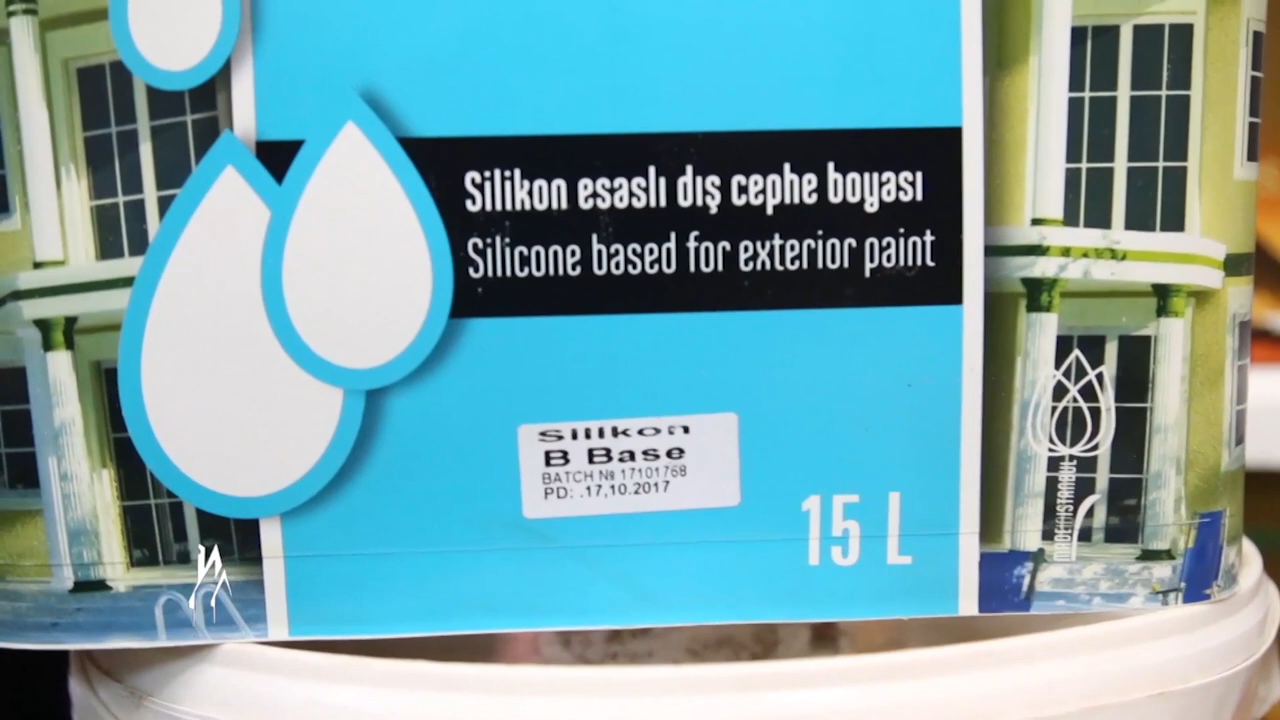 Silikon esaslı dış cephe boyası
Silicone based for exterior paint
Silikon
B Base
BATCH № 17101768
PD: .17,10.2017
15 L
MADEINISTANBUL